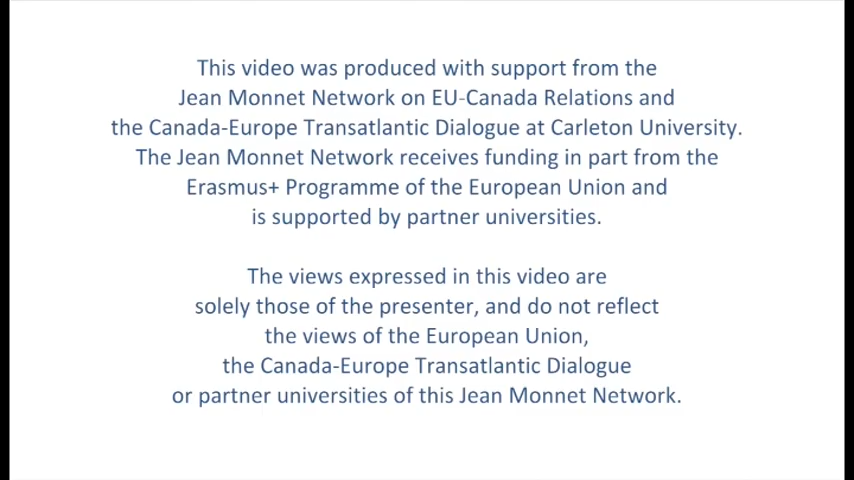 This video was produced with support from the
Jean Monnet Network on EU-Canada Relations and
the Canada-Europe Transatlantic Dialogue at Carleton University.
The Jean Monnet Network receives funding in part from the
Erasmus+ Programme of the European Union and
is supported by partner universities.
The views expressed in this video are
solely those of the presenter, and do not reflect
the views of the European Union,
the Canada-Europe Transatlantic Dialogue
or partner universities of this Jean Monnet Network.